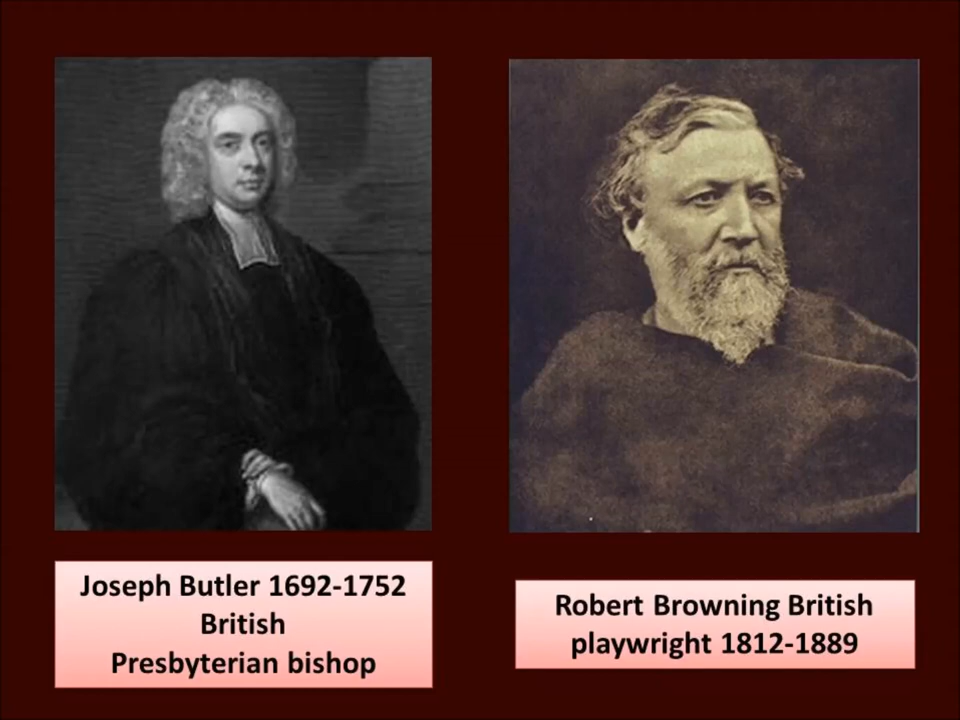 Joseph Butler 1692-1752
British
Presbyterian bishop
Robert Browning British
playwright 1812-1889